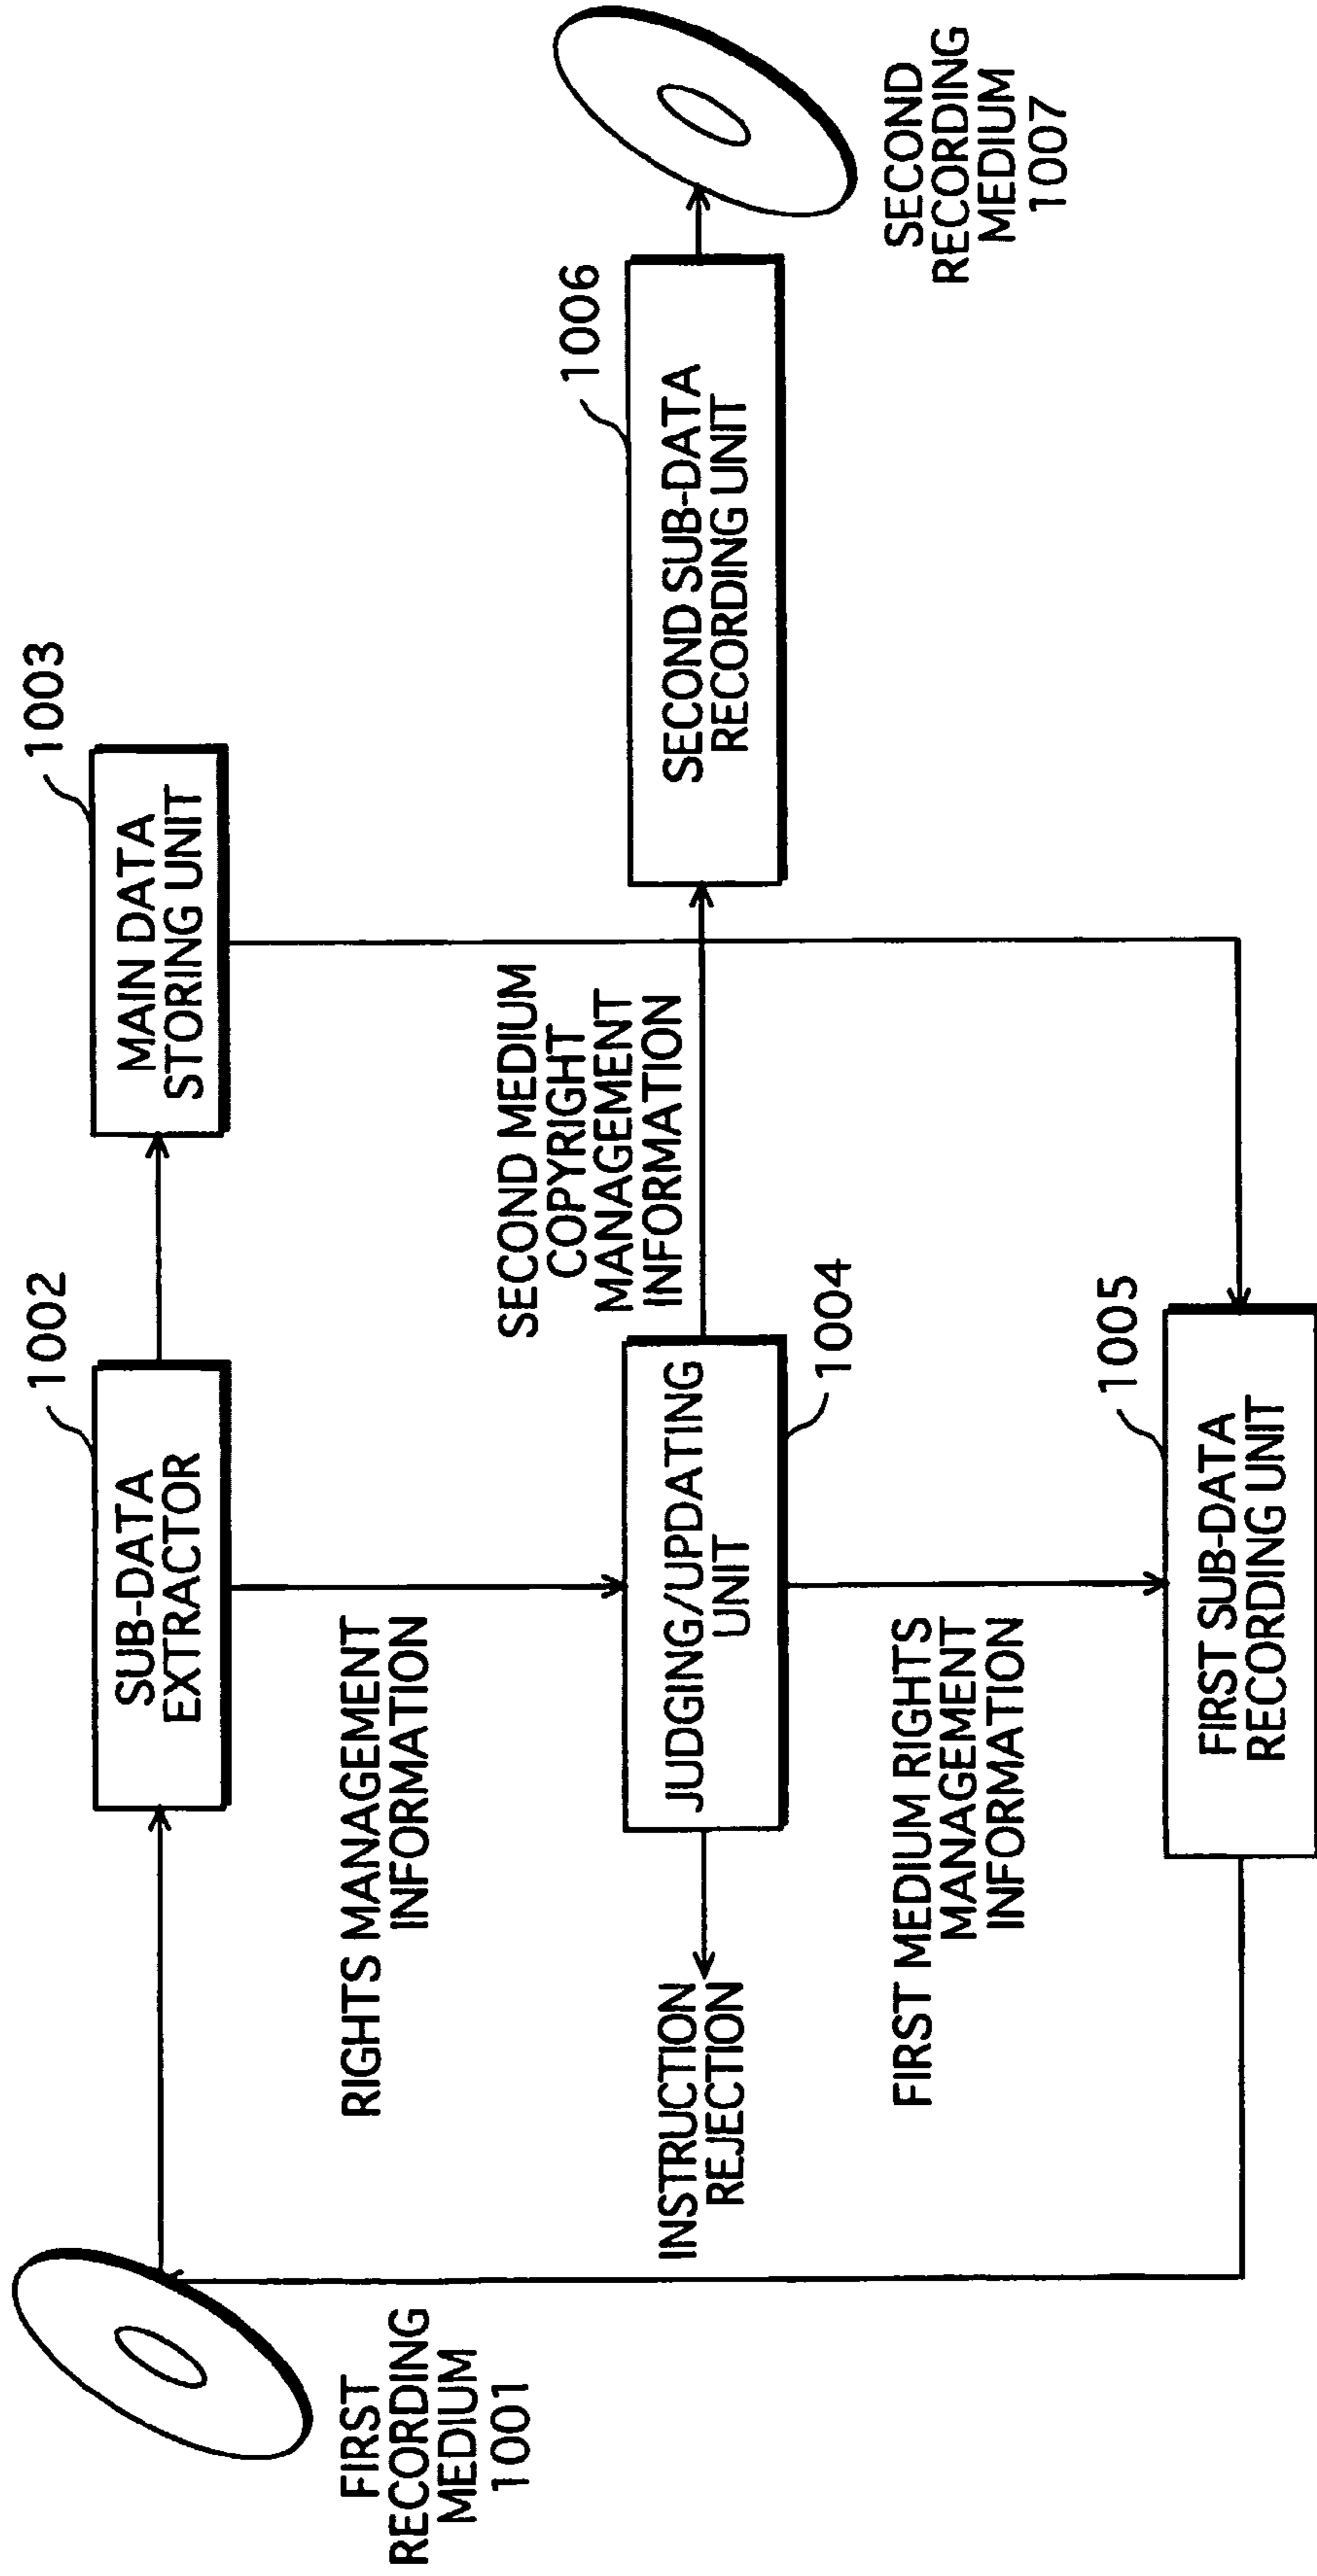 FIRST
RECORDING
MEDIUM
1001
SUB-DATA
EXTRACTOR
1002
MAIN DATA
STORING UNIT
1003
RIGHTS MANAGEMENT
INFORMATION
INSTRUCTION
REJECTION
JUDGING/UPDATING
UNIT
1004
SECOND MEDIUM
COPYRIGHT
MANAGEMENT
INFORMATION
SECOND SUB-DATA
RECORDING UNIT
1006
SECOND
RECORDING
MEDIUM
1007
FIRST MEDIUM RIGHTS
MANAGEMENT
INFORMATION
FIRST SUB-DATA
RECORDING UNIT
1005